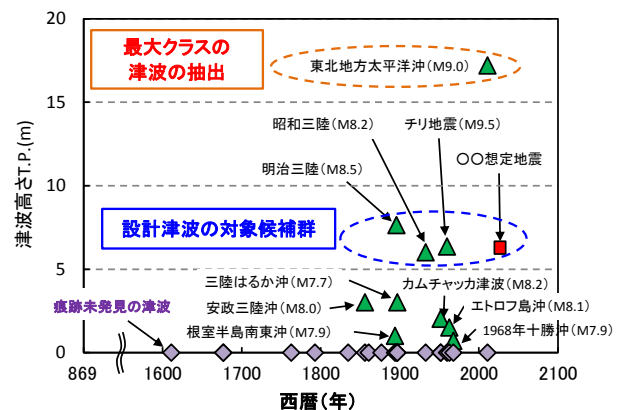 最大クラスの
津波の抽出
東北地方太平洋沖(M9.0)
昭和三陸(M8.2)
チリ地震(M9.5)
明治三陸(M8.5)
○○想定地震
設計津波の対象候補群
三陸はるか沖(M7.7)
カムチャッカ津波(M8.2)
安政三陸沖(M8.0)
エトロフ島沖(M8.1)
痕跡未発見の津波
根室半島南東沖(M7.9)
1968年十勝沖(M7.9)
津波高さT.P.(m)
20
15
10
5
0
869
1600
1700
1800
1900
2000
2100
西暦(年)